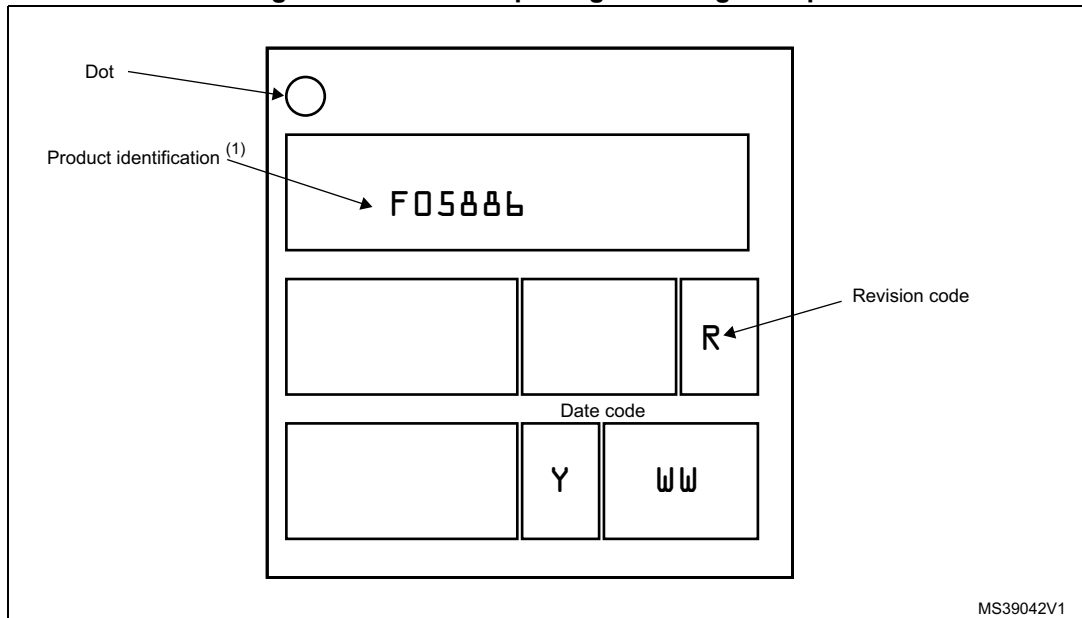 Dot
Product identification (1)
F05886
Revision code
R
Date code
Y WW
MS39042V1